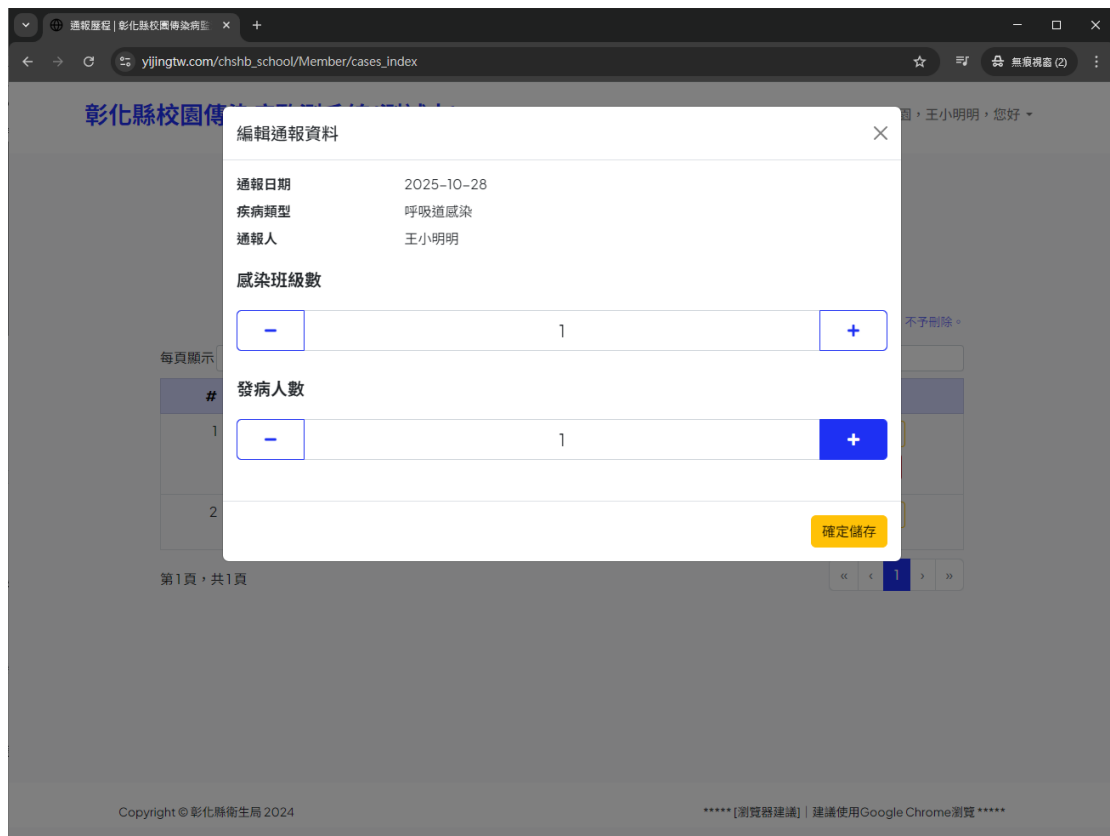 通報歷程 | 彰化縣校園傳染病監
yijingtw.com/chshb_school/Member/cases_index
無痕視窗 (2)
彰化縣校園傳
,王小明明,您好
編輯通報資料
通報日期 2025-10-28
疾病類型 呼吸道感染
通報人 王小明明
感染班級數
− 1 +
不予刪除。
每頁顯示
發病人數
#
− 1 +
1
2
確定儲存
第1頁,共1頁
« ‹ 1 › »
Copyright © 彰化縣衛生局 2024
***** [瀏覽器建議]|建議使用Google Chrome瀏覽 *****